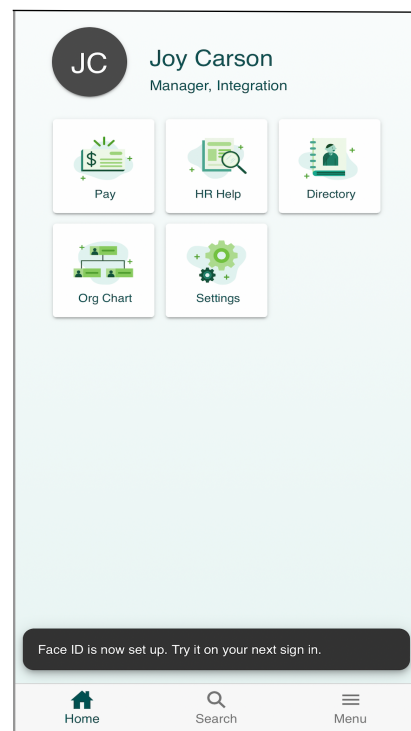 JC
Joy Carson
Manager, Integration
$
Pay
HR Help
Directory
Org Chart
Settings
Face ID is now set up. Try it on your next sign in.
Home
Search
Menu